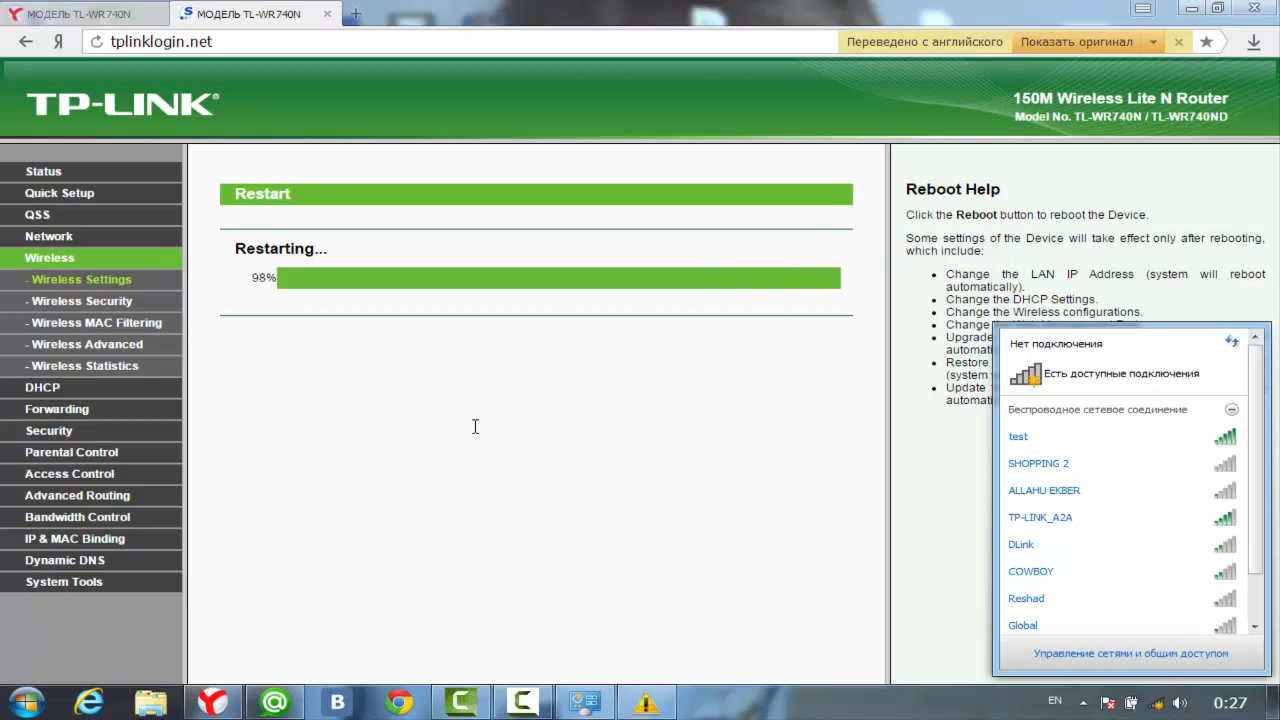 МОДЕЛЬ TL-WR740N
МОДЕЛЬ TL-WR740N
tplinklogin.net
Переведено с английского
Показать оригинал
TP-LINK®
150M Wireless Lite N Router
Model No. TL-WR740N / TL-WR740ND
Status
Quick Setup
QSS
Network
Wireless
- Wireless Settings
- Wireless Security
- Wireless MAC Filtering
- Wireless Advanced
- Wireless Statistics
DHCP
Forwarding
Security
Parental Control
Access Control
Advanced Routing
Bandwidth Control
IP & MAC Binding
Dynamic DNS
System Tools
Restart
Restarting...
98%
Reboot Help
Click the Reboot button to reboot the Device.
Some settings of the Device will take effect only after rebooting,
which include:
Change the LAN IP Address (system will reboot
automatically).
Change the DHCP Settings.
Change the Wireless configurations.
Change
Upgrade
Restore
(system
Update
Нет подключения
Есть доступные подключения
Беспроводное сетевое соединение
test
SHOPPING 2
ALLAHU EKBER
TP-LINK_A2A
DLink
COWBOY
Reshad
Global
Управление сетями и общим доступом
EN
0:27